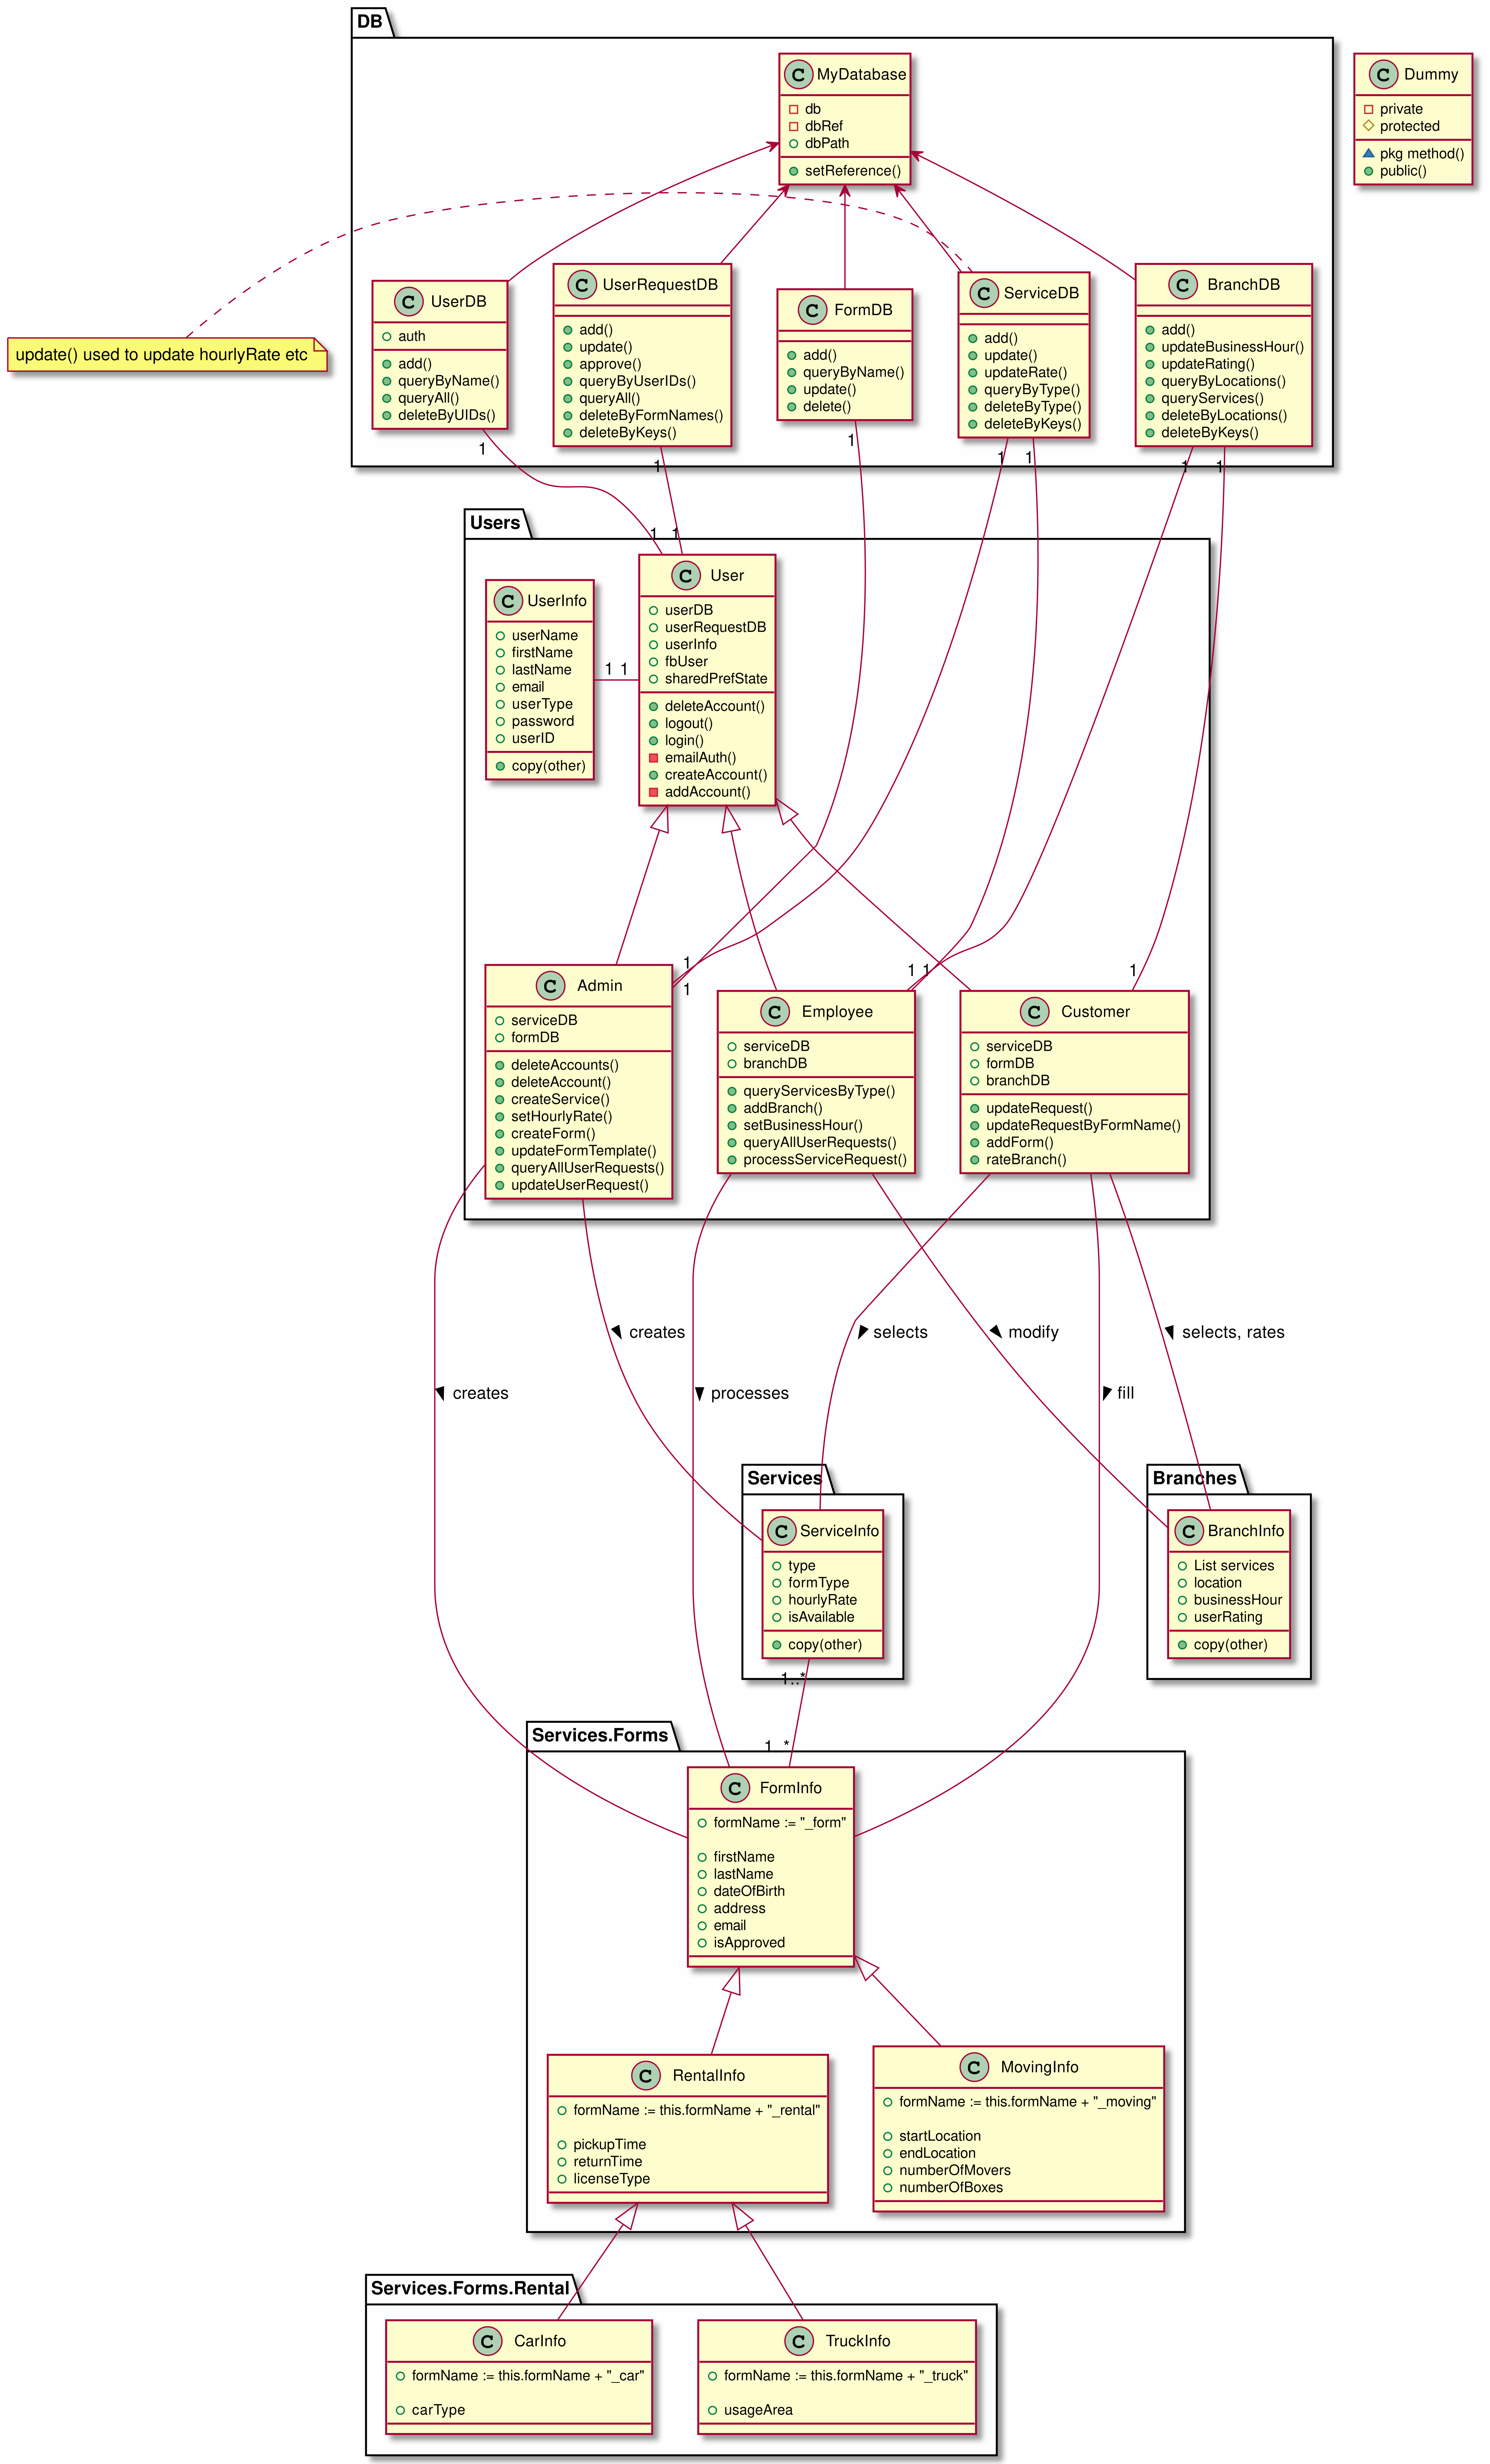 DB
C MyDatabase
db
dbRef
dbPath
setReference()
C Dummy
private
protected
pkg method()
public()
update() used to update hourlyRate etc
C UserDB
auth
add()
queryByName()
queryAll()
deleteByUIDs()
C UserRequestDB
add()
update()
approve()
queryByUserIDs()
queryAll()
deleteByFormNames()
deleteByKeys()
C FormDB
add()
queryByName()
update()
delete()
C ServiceDB
add()
update()
updateRate()
queryByType()
deleteByType()
deleteByKeys()
C BranchDB
add()
updateBusinessHour()
updateRating()
queryByLocations()
queryServices()
deleteByLocations()
deleteByKeys()
1
1
1
1
1
1
1
Users
1
1
C UserInfo
userName
firstName
lastName
email
userType
password
userID
copy(other)
1
1
C User
userDB
userRequestDB
userInfo
fbUser
sharedPrefState
deleteAccount()
logout()
login()
emailAuth()
createAccount()
addAccount()
1
1
1
1
1
C Admin
serviceDB
formDB
deleteAccounts()
deleteAccount()
createService()
setHourlyRate()
createForm()
updateFormTemplate()
queryAllUserRequests()
updateUserRequest()
C Employee
serviceDB
branchDB
queryServicesByType()
addBranch()
setBusinessHour()
queryAllUserRequests()
processServiceRequest()
C Customer
serviceDB
formDB
branchDB
updateRequest()
updateRequestByFormName()
addForm()
rateBranch()
creates
selects
modify
selects, rates
creates
processes
fill
Services
C ServiceInfo
type
formType
hourlyRate
isAvailable
copy(other)
Branches
C BranchInfo
List services
location
businessHour
userRating
copy(other)
1..*
Services.Forms
1..*
C FormInfo
formName := "_form"
firstName
lastName
dateOfBirth
address
email
isApproved
C RentalInfo
formName := this.formName + "_rental"
pickupTime
returnTime
licenseType
C MovingInfo
formName := this.formName + "_moving"
startLocation
endLocation
numberOfMovers
numberOfBoxes
Services.Forms.Rental
C CarInfo
formName := this.formName + "_car"
carType
C TruckInfo
formName := this.formName + "_truck"
usageArea